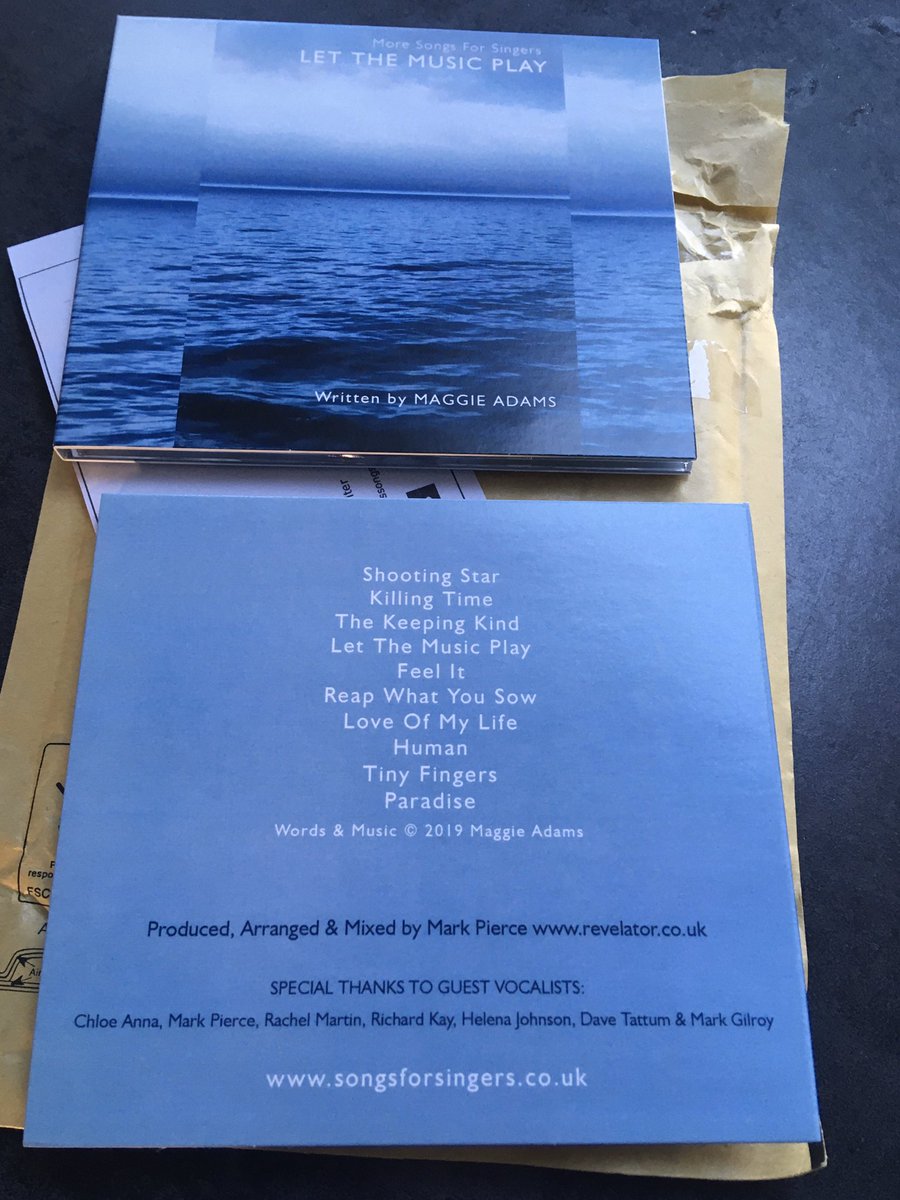 More Songs For Singers
LET THE MUSIC PLAY
Written by MAGGIE ADAMS
Shooting Star
Killing Time
The Keeping Kind
Let The Music Play
Feel It
Reap What You Sow
Love Of My Life
Human
Tiny Fingers
Paradise
Words & Music © 2019 Maggie Adams
Produced, Arranged & Mixed by Mark Pierce www.revelator.co.uk
SPECIAL THANKS TO GUEST VOCALISTS:
Chloe Anna, Mark Pierce, Rachel Martin, Richard Kay, Helena Johnson, Dave Tattum & Mark Gilroy
www.songsforsingers.co.uk